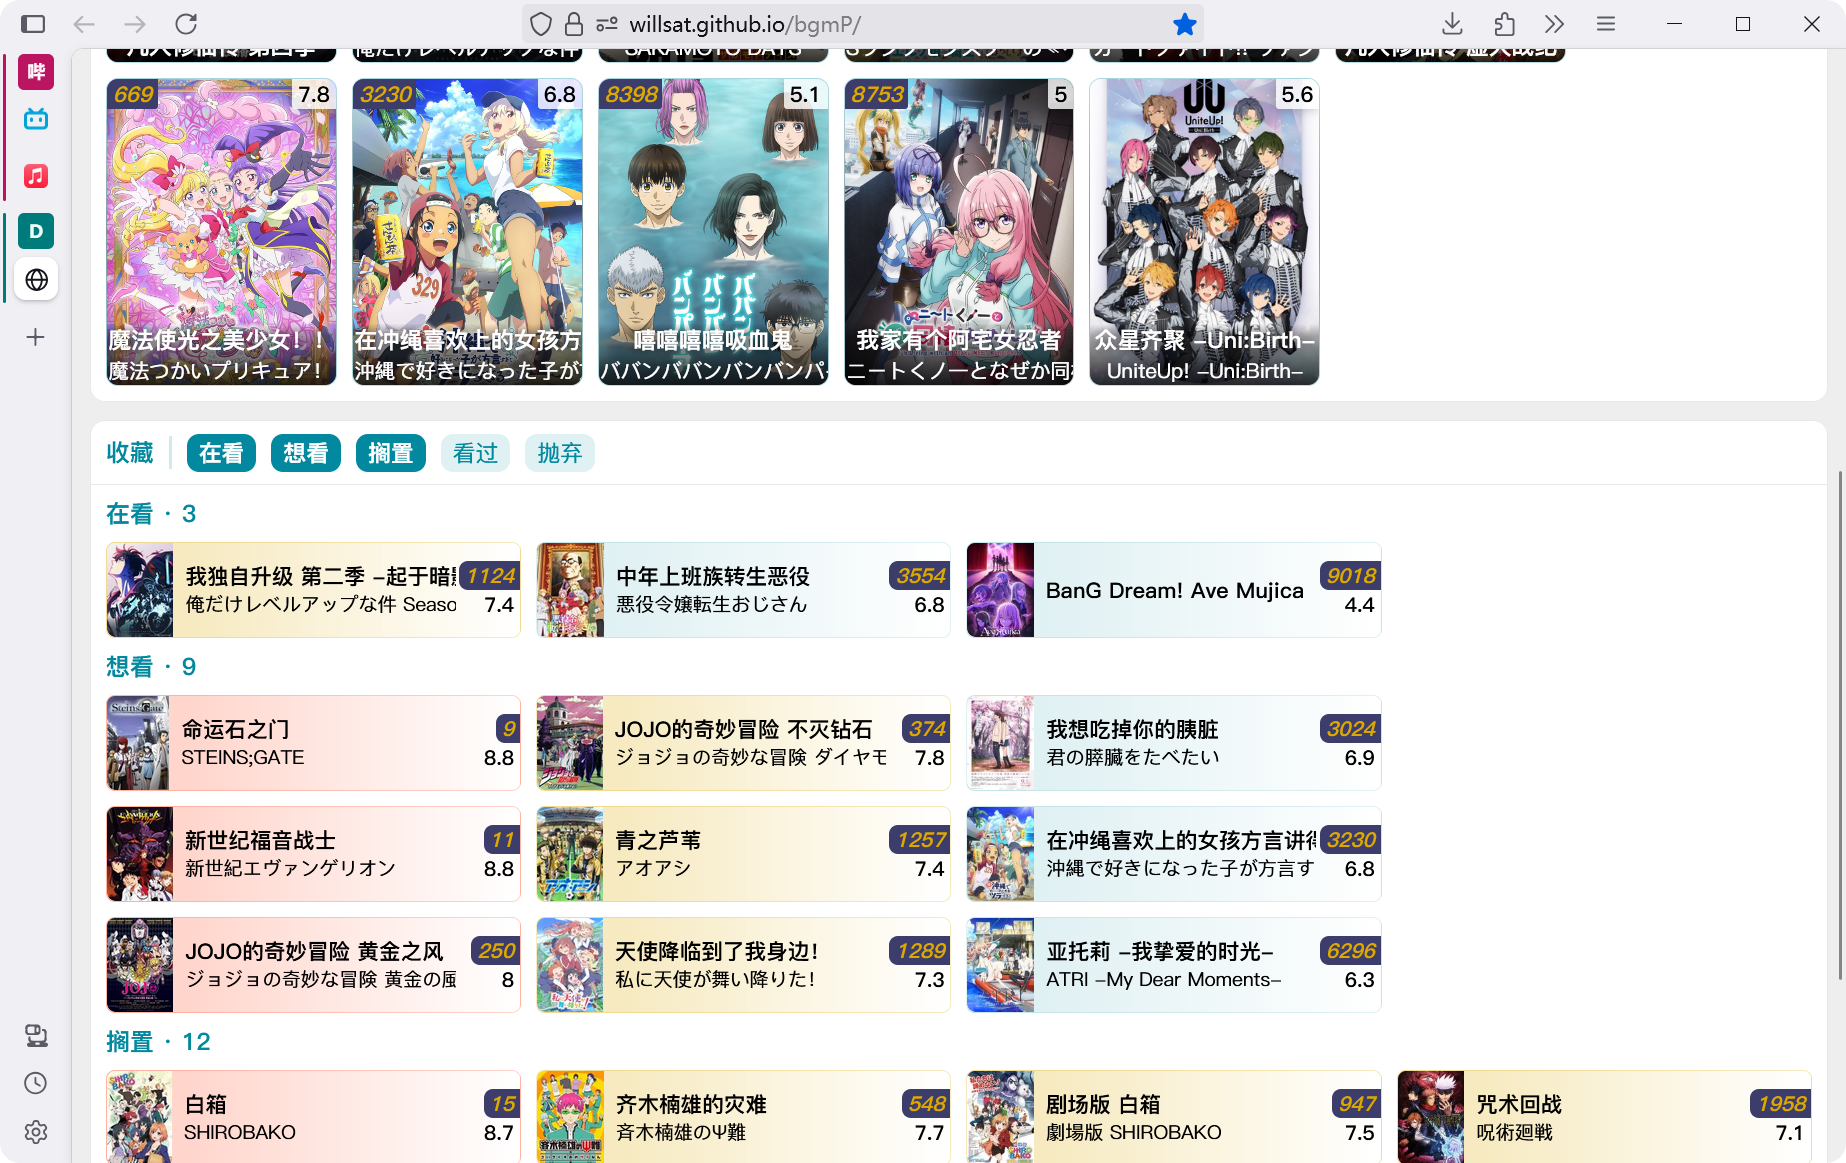 willsat.github.io/bgmP/
哔
D
SAKAMOTO DAYS
669
7.8
魔法使光之美少女！！
魔法つかいプリキュア！
3230
6.8
329
在冲绳喜欢上的女孩方
沖縄で好きになった子が
8398
5.1
嘻嘻嘻嘻吸血鬼
ババンババンバンバンパイ
8753
5
我家有个阿宅女忍者
ニートくノ一となぜか同
5.6
UniteUp!
Uni:Birth
众星齐聚 -Uni:Birth-
UniteUp! -Uni:Birth-
收藏
在看
想看
搁置
看过
抛弃
在看 · 3
我独自升级 第二季 -起于暗影
1124
俺だけレベルアップな件 Seaso
7.4
中年上班族转生恶役
3554
悪役令嬢転生おじさん
6.8
BanG Dream! Ave Mujica
9018
4.4
想看 · 9
命运石之门
9
STEINS;GATE
8.8
JOJO的奇妙冒险 不灭钻石
374
ジョジョの奇妙な冒険 ダイヤモ
7.8
我想吃掉你的胰脏
3024
君の膵臓をたべたい
6.9
新世纪福音战士
11
新世紀エヴァンゲリオン
8.8
青之芦苇
1257
アオアシ
7.4
在冲绳喜欢上的女孩方言讲得
3230
沖縄で好きになった子が方言す
6.8
JOJO的奇妙冒险 黄金之风
250
ジョジョの奇妙な冒険 黄金の風
8
天使降临到了我身边！
1289
私に天使が舞い降りた！
7.3
亚托莉 -我挚爱的时光-
6296
ATRI -My Dear Moments-
6.3
搁置 · 12
白箱
15
SHIROBAKO
8.7
齐木楠雄的灾难
548
斉木楠雄のΨ難
7.7
剧场版 白箱
947
劇場版 SHIROBAKO
7.5
咒术回战
1958
呪術廻戦
7.1